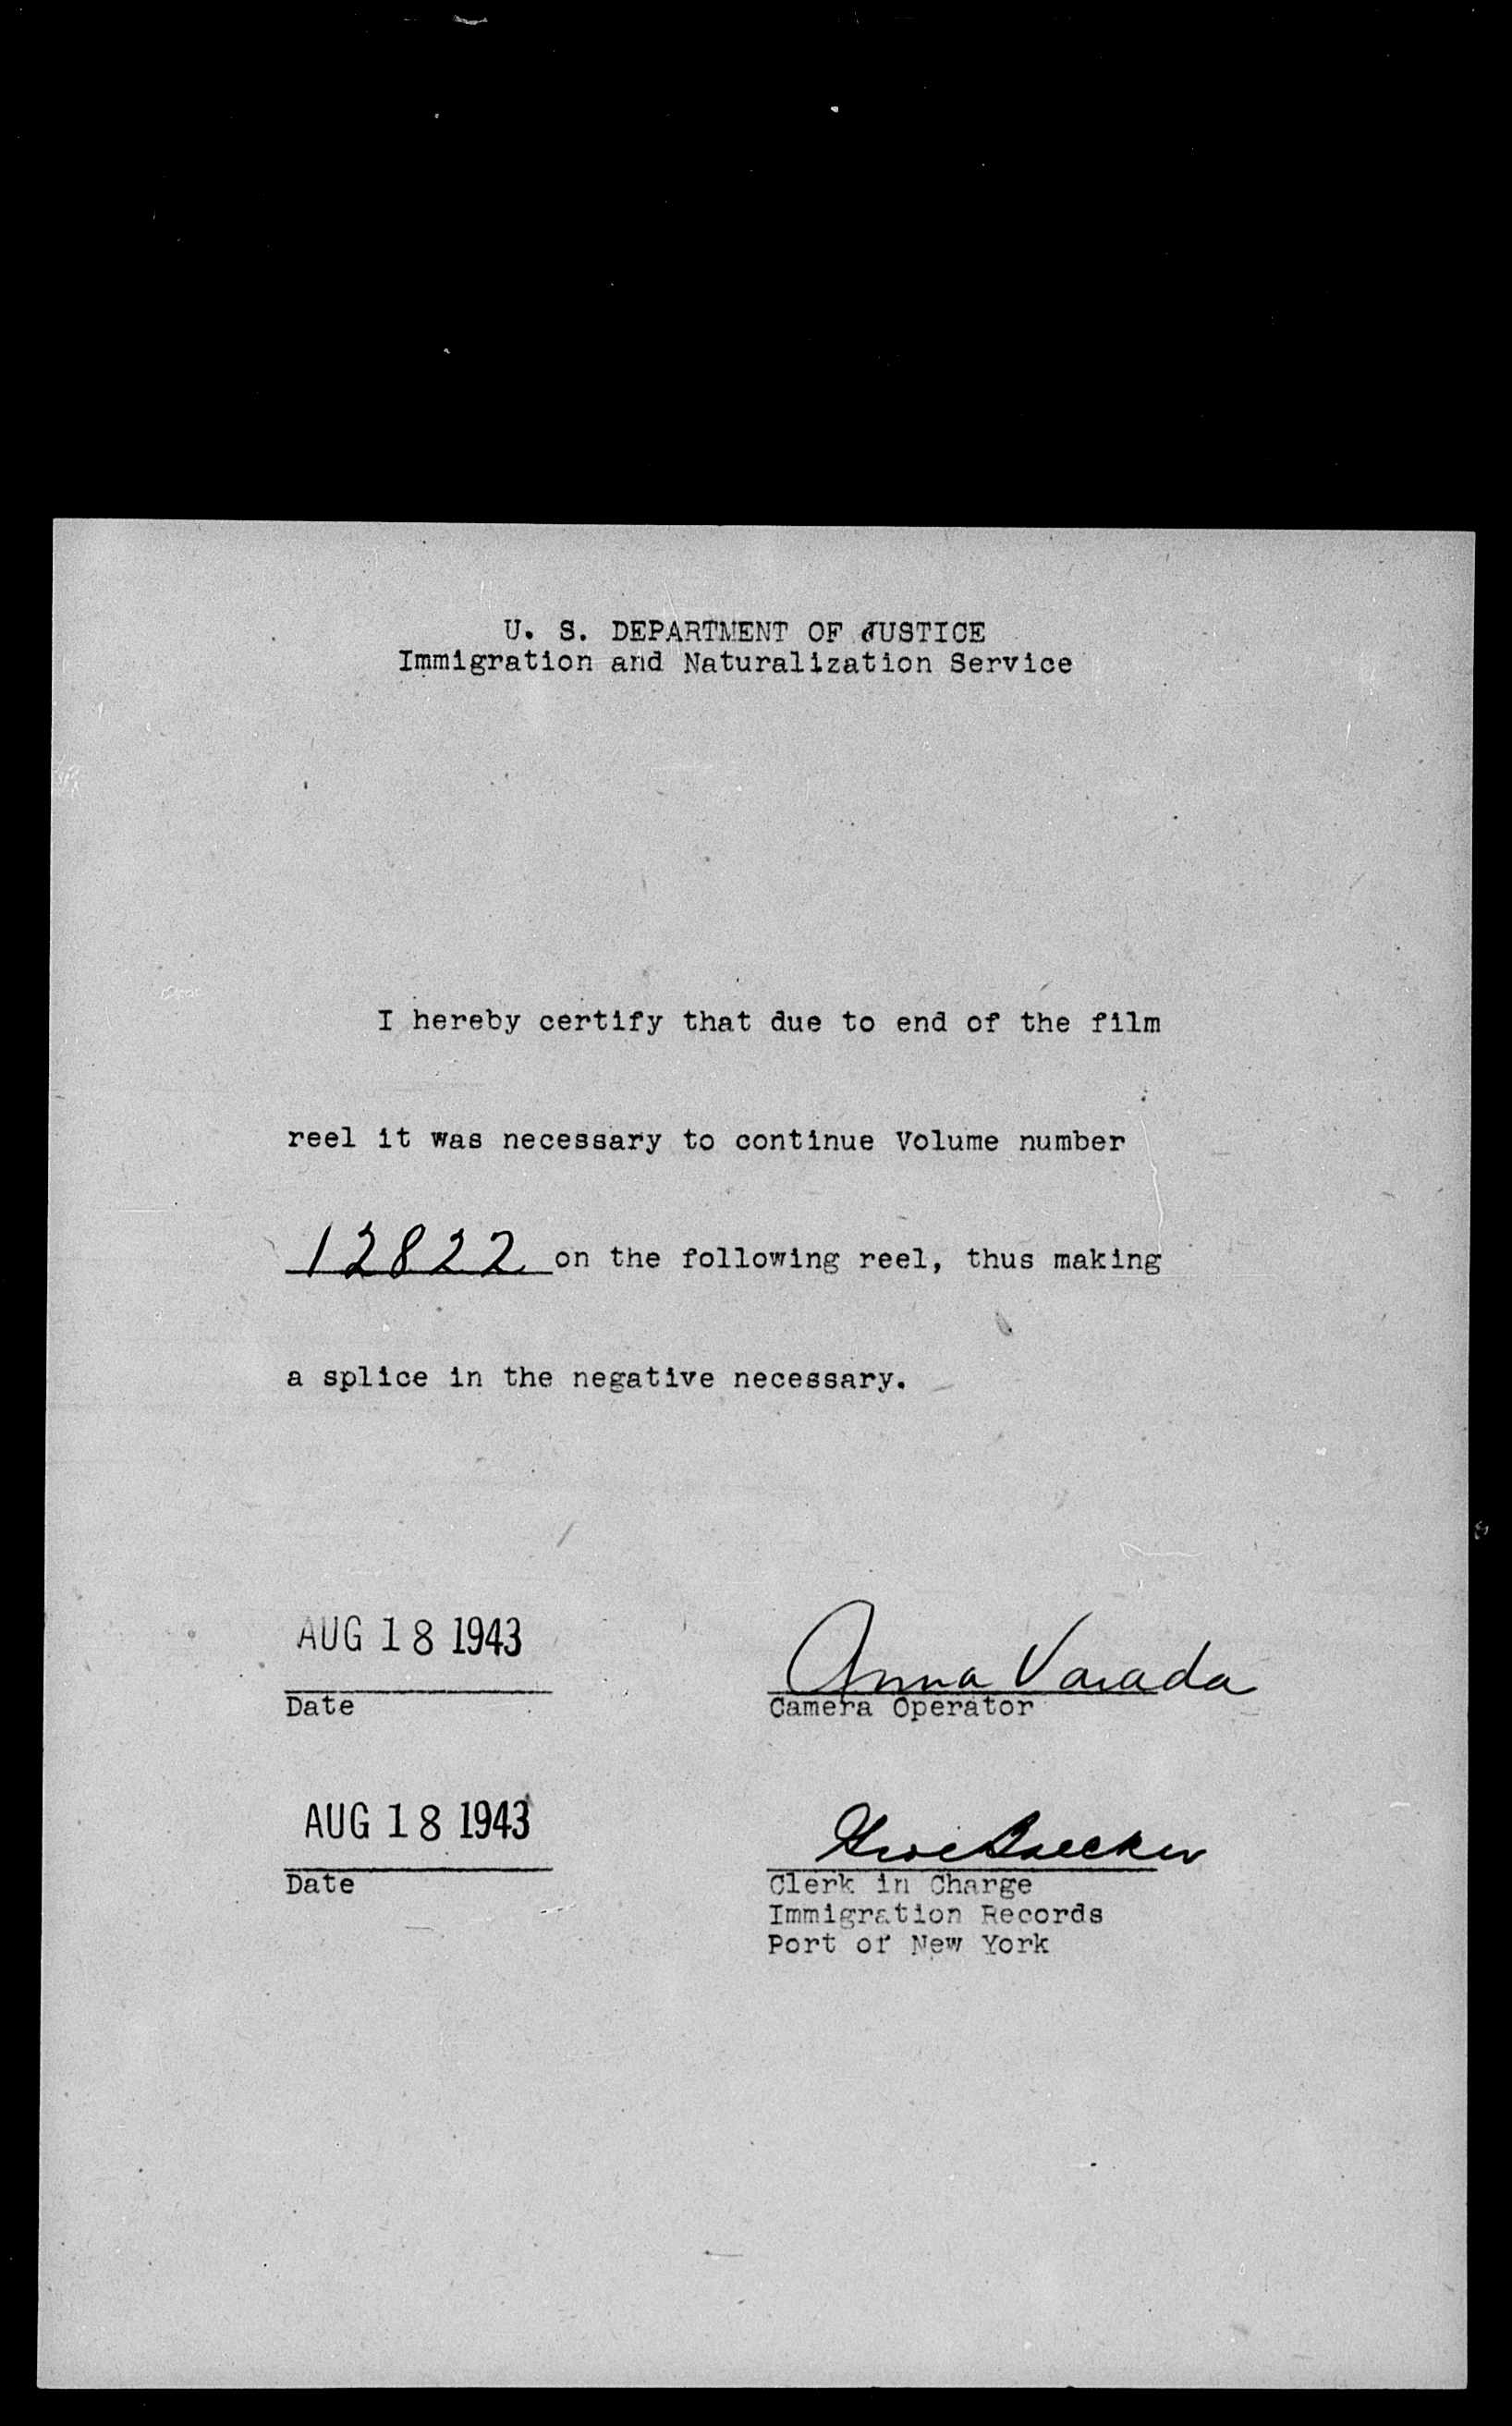 U. S. DEPARTMENT OF JUSTICE
Immigration and Naturalization Service
I hereby certify that due to end of the film
reel it was necessary to continue Volume number
12822 on the following reel, thus making
a splice in the negative necessary.
AUG 18 1943
Anna Varada
Date
Camera Operator
AUG 18 1943
Date
Clerk in Charge
Immigration Records
Port of New York